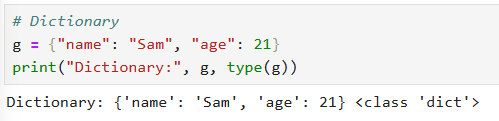 # Dictionary
g = {"name": "Sam", "age": 21}
print("Dictionary:", g, type(g))
Dictionary: {'name': 'Sam', 'age': 21} <class 'dict'>